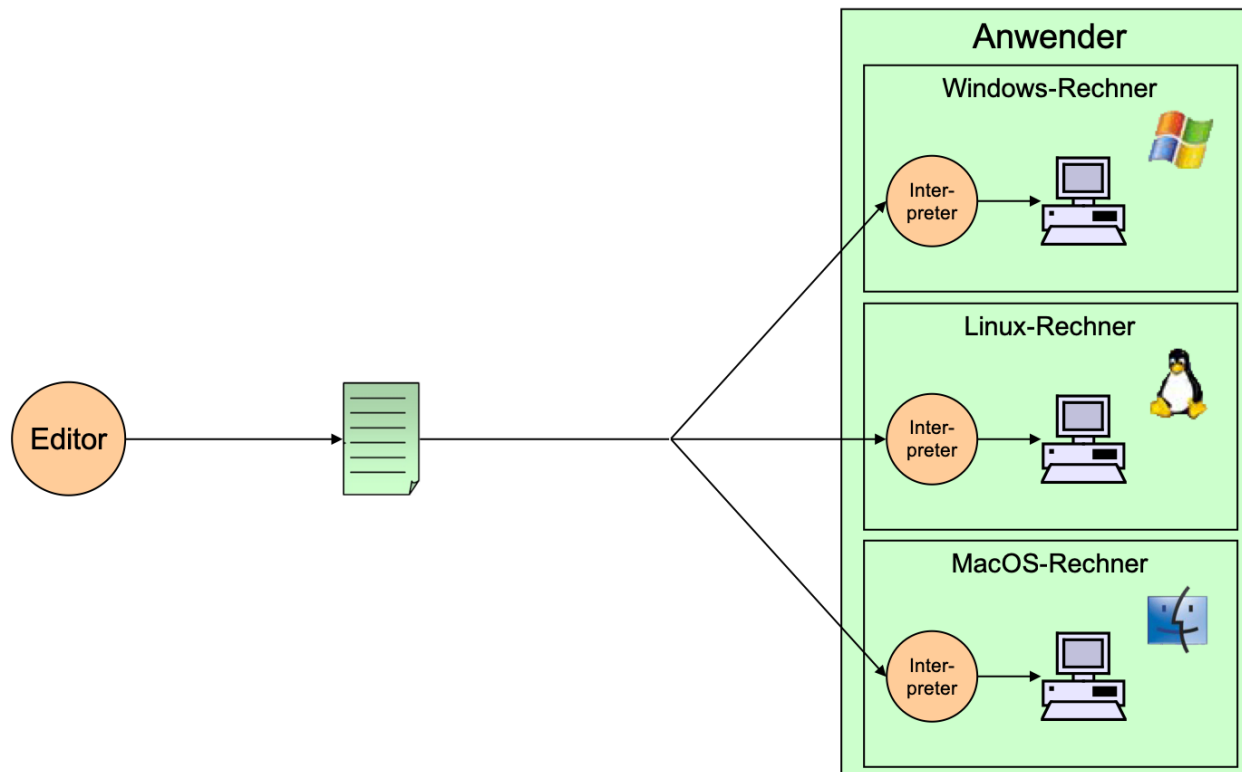 Anwender
Windows-Rechner
Inter-
preter
Linux-Rechner
Editor
Inter-
preter
MacOS-Rechner
Inter-
preter